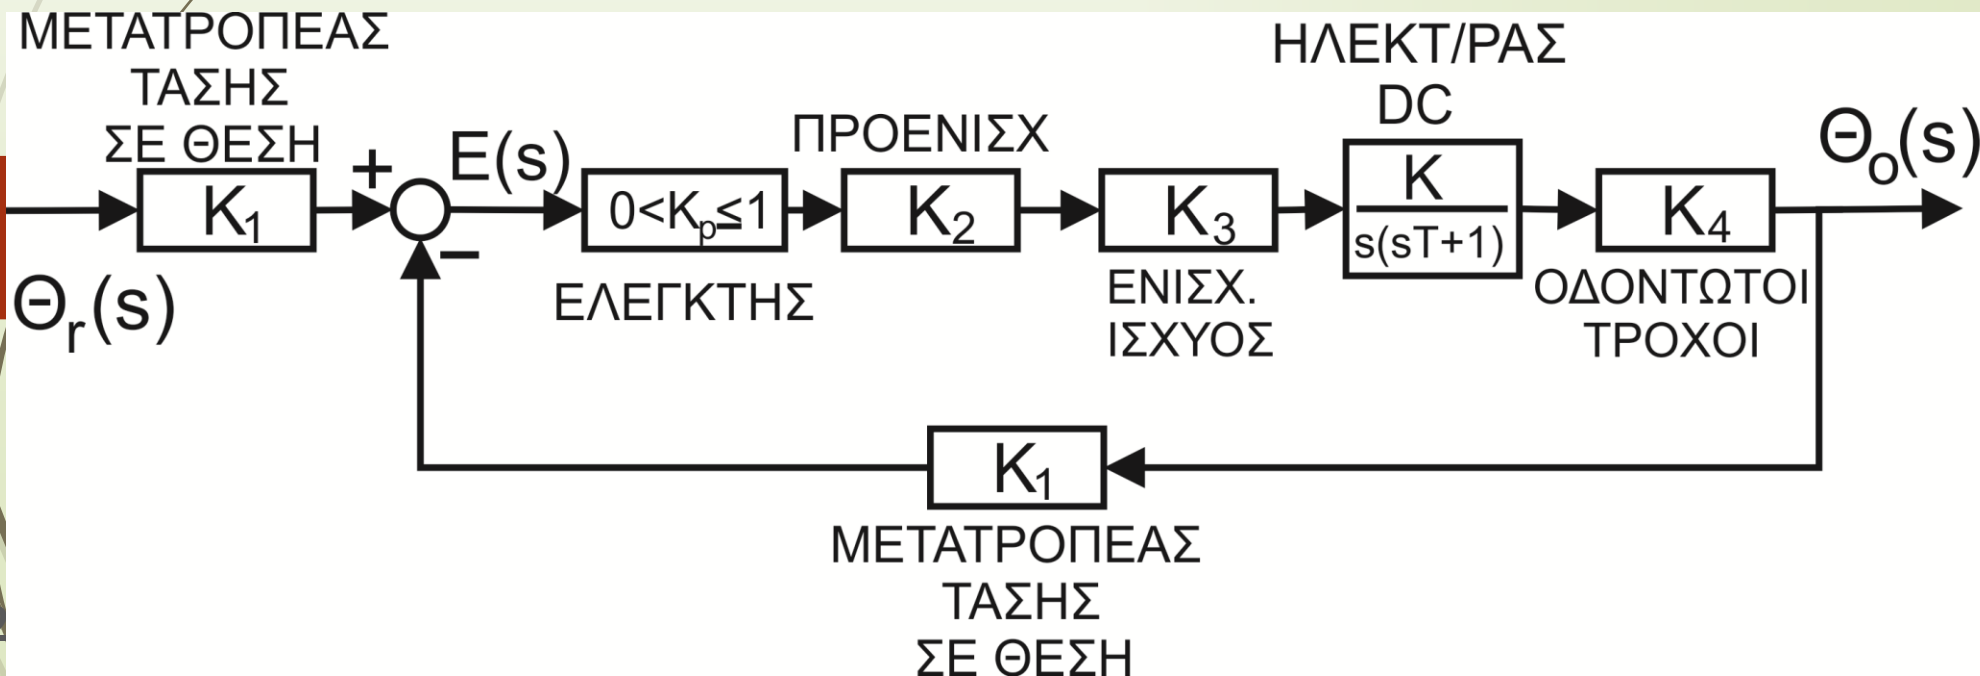 ΜΕΤΑΤΡΟΠΕΑΣ
ΤΑΣΗΣ
ΣΕ ΘΕΣΗ
Θr(s)
K1
+
−
E(s)
0<Kp≤1
ΕΛΕΓΚΤΗΣ
ΠΡΟΕΝΙΣΧ
K2
K3
ΕΝΙΣΧ.
ΙΣΧΥΟΣ
ΗΛΕΚΤ/ΡΑΣ
DC
K
s(sT+1)
K4
ΟΔΟΝΤΩΤΟΙ
ΤΡΟΧΟΙ
Θo(s)
K1
ΜΕΤΑΤΡΟΠΕΑΣ
ΤΑΣΗΣ
ΣΕ ΘΕΣΗ